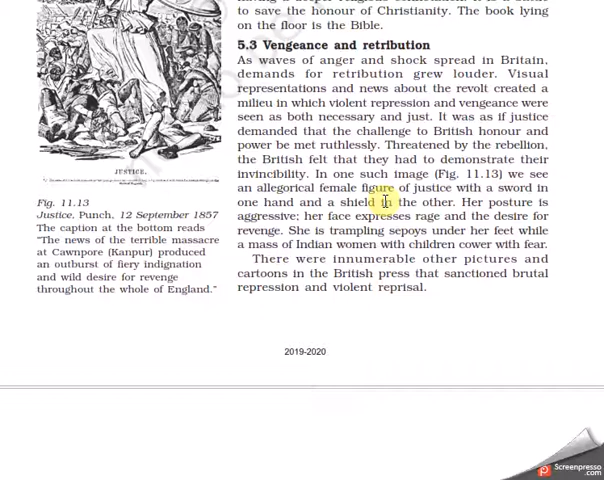 having a deeper religious connotation: it is a battle
to save the honour of Christianity. The book lying
on the floor is the Bible.
5.3 Vengeance and retribution
As waves of anger and shock spread in Britain,
demands for retribution grew louder. Visual
representations and news about the revolt created a
milieu in which violent repression and vengeance were
seen as both necessary and just. It was as if justice
demanded that the challenge to British honour and
power be met ruthlessly. Threatened by the rebellion,
the British felt that they had to demonstrate their
invincibility. In one such image (Fig. 11.13) we see
an allegorical female figure of justice with a sword in
one hand and a shield in the other. Her posture is
aggressive; her face expresses rage and the desire for
revenge. She is trampling sepoys under her feet while
a mass of Indian women with children cower with fear.
There were innumerable other pictures and
cartoons in the British press that sanctioned brutal
repression and violent reprisal.
JUSTICE.
Fig. 11.13
Justice, Punch, 12 September 1857
The caption at the bottom reads
"The news of the terrible massacre
at Cawnpore (Kanpur) produced
an outburst of fiery indignation
and wild desire for revenge
throughout the whole of England."
2019-2020
Screenpresso